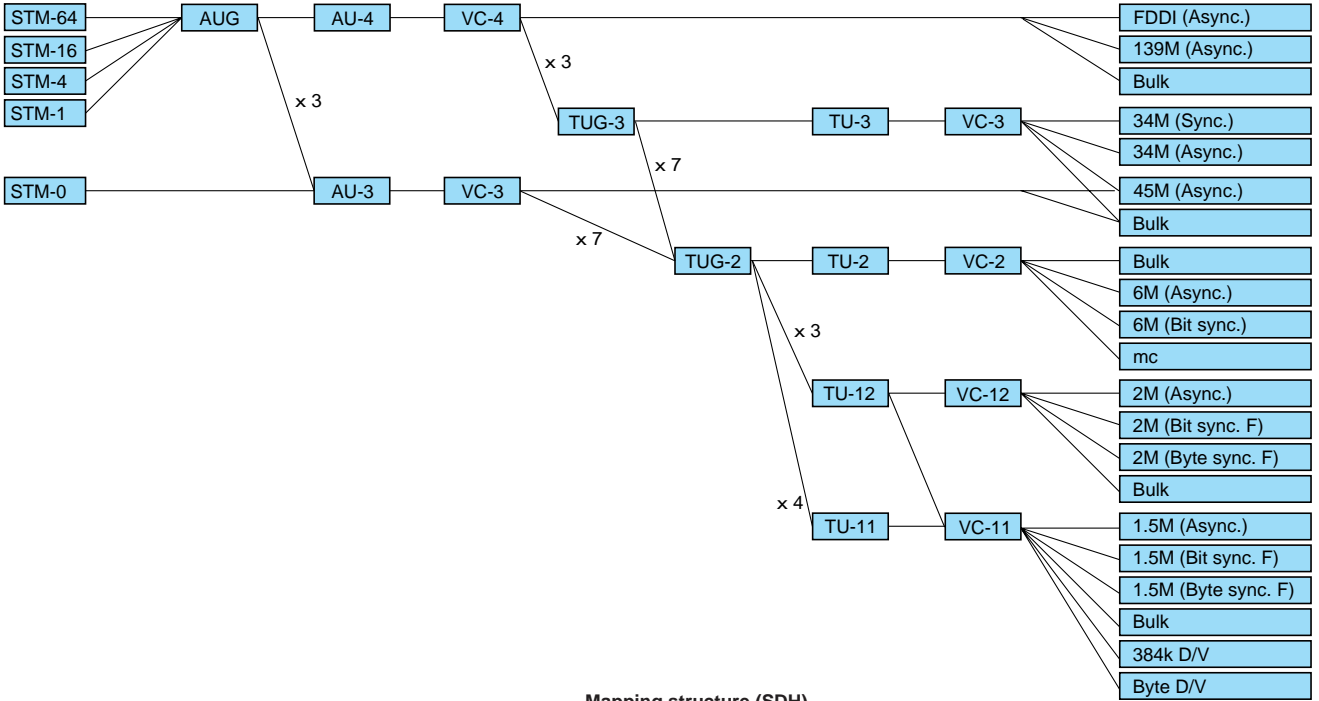 STM-64 AUG AU-4 VC-4 FDDI (Async.)
STM-16 139M (Async.)
x 3
STM-4 Bulk
x 3
STM-1 TUG-3 TU-3 VC-3 34M (Sync.)
34M (Async.)
x 7
STM-0 AU-3 VC-3 45M (Async.)
Bulk
x 7
TUG-2 TU-2 VC-2 Bulk
6M (Async.)
x 3 6M (Bit sync.)
mc
TU-12 VC-12 2M (Async.)
2M (Bit sync. F)
2M (Byte sync. F)
Bulk
x 4
TU-11 VC-11 1.5M (Async.)
1.5M (Bit sync. F)
1.5M (Byte sync. F)
Bulk
384k D/V
Byte D/V
Mapping structure (SDH)